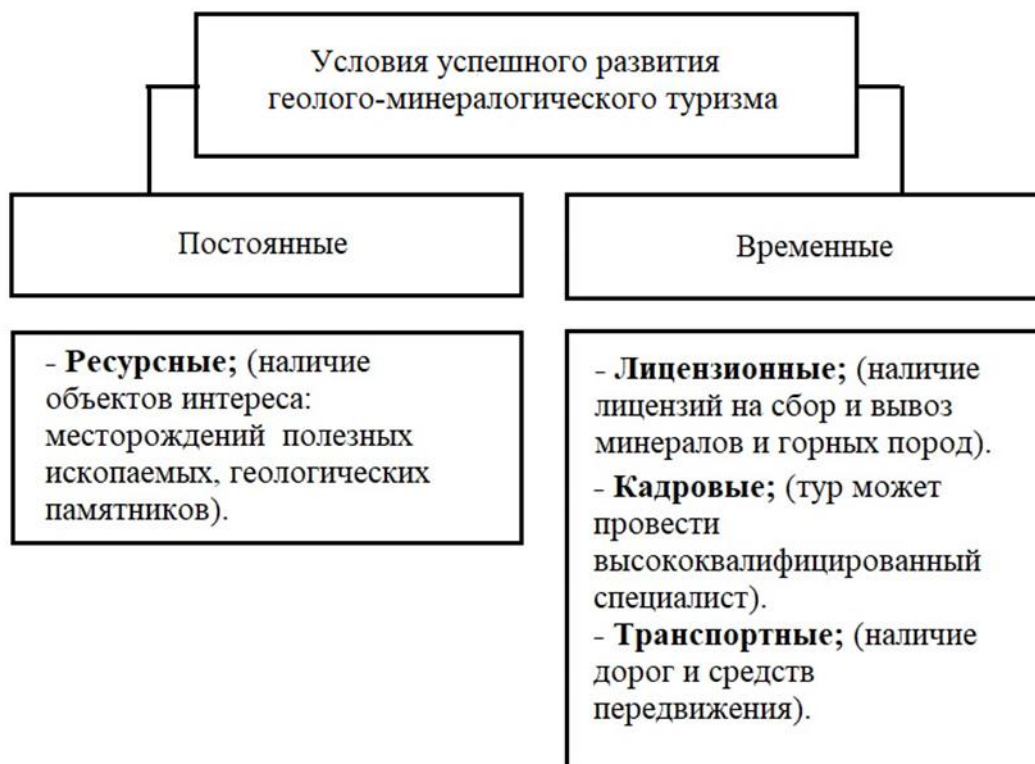 Условия успешного развития
геолого-минералогического туризма
Постоянные
Временные
- Ресурсные; (наличие
объектов интереса:
месторождений полезных
ископаемых, геологических
памятников).
- Лицензионные; (наличие
лицензий на сбор и вывоз
минералов и горных пород).
- Кадровые; (тур может
провести
высококвалифицированный
специалист).
- Транспортные; (наличие
дорог и средств
передвижения).